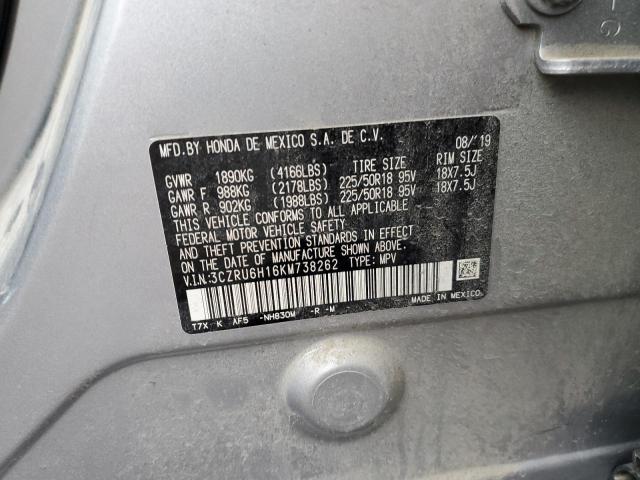 MFD.BY HONDA DE MEXICO S.A. DE C.V. 08/'19
TIRE SIZE RIM SIZE
GVWR 1890KG (4166LBS)
GAWR F 988KG (2178LBS) 225/50R18 95V 18X7.5J
GAWR R 902KG (1988LBS) 225/50R18 95V 18X7.5J
THIS VEHICLE CONFORMS TO ALL APPLICABLE
FEDERAL MOTOR VEHICLE SAFETY
AND THEFT PREVENTION STANDARDS IN EFFECT
ON THE DATE OF MANUFACTURE SHOWN ABOVE.
V.I.N:3CZRU6H16KM738262 TYPE: MPV
T7X K AF5 -NH830M -R -M
MADE IN MEXICO